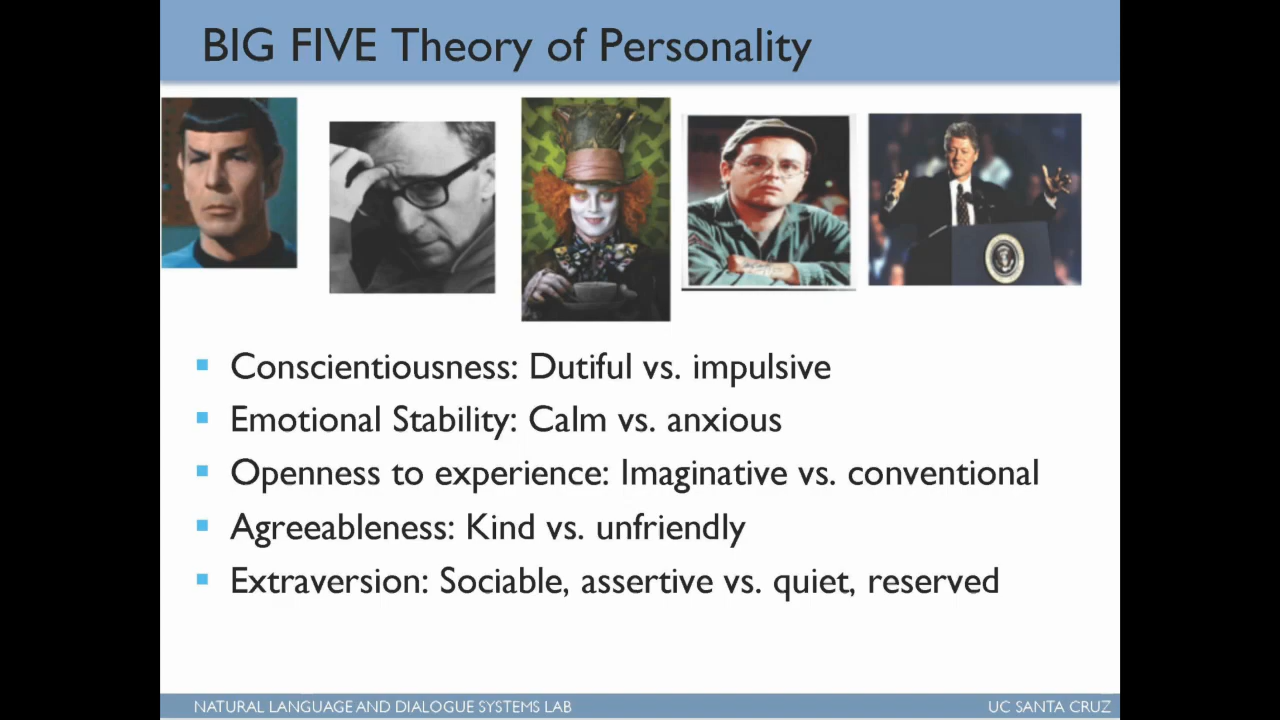 BIG FIVE Theory of Personality
Conscientiousness: Dutiful vs. impulsive
Emotional Stability: Calm vs. anxious
Openness to experience: Imaginative vs. conventional
Agreeableness: Kind vs. unfriendly
Extraversion: Sociable, assertive vs. quiet, reserved
NATURAL LANGUAGE AND DIALOGUE SYSTEMS LAB UC SANTA CRUZ